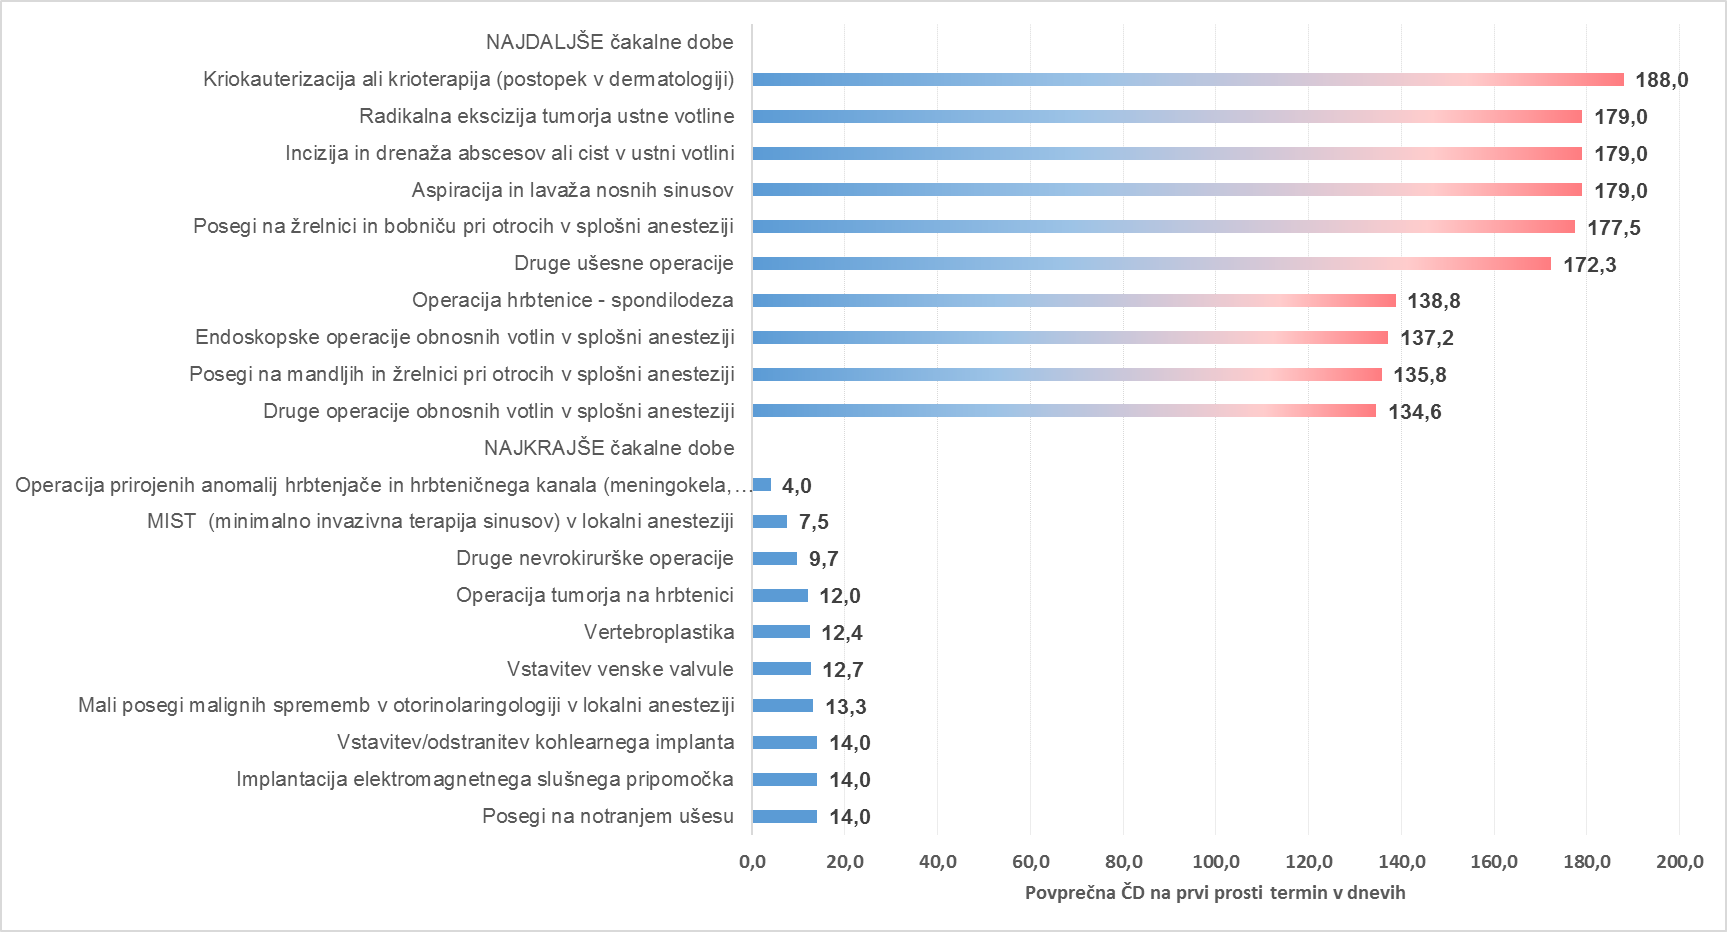 NAJDALJŠE čakalne dobe
Kriokauterizacija ali krioterapija (postopek v dermatologiji) 188,0
Radikalna ekscizija tumorja ustne votline 179,0
Incizija in drenaža abscesov ali cist v ustni votlini 179,0
Aspiracija in lavaža nosnih sinusov 179,0
Posegi na žrelnici in bobniču pri otrocih v splošni anesteziji 177,5
Druge ušesne operacije 172,3
Operacija hrbtenice - spondilodeza 138,8
Endoskopske operacije obnosnih votlin v splošni anesteziji 137,2
Posegi na mandljih in žrelnici pri otrocih v splošni anesteziji 135,8
Druge operacije obnosnih votlin v splošni anesteziji 134,6
NAJKRAJŠE čakalne dobe
Operacija prirojenih anomalij hrbtenjače in hrbteničnega kanala (meningokela,… 4,0
MIST  (minimalno invazivna terapija sinusov) v lokalni anesteziji 7,5
Druge nevrokirurške operacije 9,7
Operacija tumorja na hrbtenici 12,0
Vertebroplastika 12,4
Vstavitev venske valvule 12,7
Mali posegi malignih sprememb v otorinolaringologiji v lokalni anesteziji 13,3
Vstavitev/odstranitev kohlearnega implanta 14,0
Implantacija elektromagnetnega slušnega pripomočka 14,0
Posegi na notranjem ušesu 14,0
0,0 20,0 40,0 60,0 80,0 100,0 120,0 140,0 160,0 180,0 200,0
Povprečna ČD na prvi prosti termin v dnevih